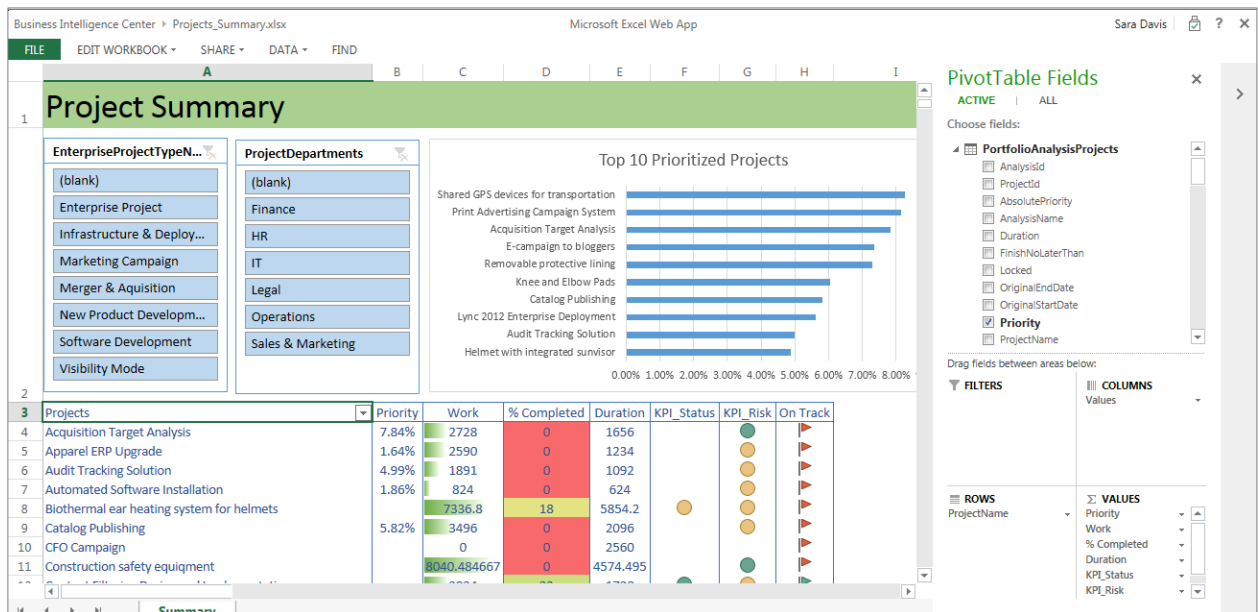 Business Intelligence Center ▸ Projects_Summary.xlsx
Microsoft Excel Web App
Sara Davis
?
FILE EDIT WORKBOOK SHARE DATA FIND
A B C D E F G H I
1 Project Summary
2
EnterpriseProjectTypeN...
(blank)
Enterprise Project
Infrastructure & Deploy...
Marketing Campaign
Merger & Aquisition
New Product Developm...
Software Development
Visibility Mode
ProjectDepartments
(blank)
Finance
HR
IT
Legal
Operations
Sales & Marketing
Top 10 Prioritized Projects
Shared GPS devices for transportation
Print Advertising Campaign System
Acquisition Target Analysis
E-campaign to bloggers
Removable protective lining
Knee and Elbow Pads
Catalog Publishing
Lync 2012 Enterprise Deployment
Audit Tracking Solution
Helmet with integrated sunvisor
0.00% 1.00% 2.00% 3.00% 4.00% 5.00% 6.00% 7.00% 8.00%
3 Projects Priority Work % Completed Duration KPI_Status KPI_Risk On Track
4 Acquisition Target Analysis 7.84% 2728 0 1656
5 Apparel ERP Upgrade 1.64% 2590 0 1234
6 Audit Tracking Solution 4.99% 1891 0 1092
7 Automated Software Installation 1.86% 824 0 624
8 Biothermal ear heating system for helmets 7336.8 18 5854.2
9 Catalog Publishing 5.82% 3496 0 2096
10 CFO Campaign 0 0 2560
11 Construction safety equiqment 8040.484667 0 4574.495
Summary
PivotTable Fields
ACTIVE | ALL
Choose fields:
PortfolioAnalysisProjects
AnalysisId
ProjectId
AbsolutePriority
AnalysisName
Duration
FinishNoLaterThan
Locked
OriginalEndDate
OriginalStartDate
Priority
ProjectName
Drag fields between areas below:
FILTERS
COLUMNS
Values
ROWS
ProjectName
Σ VALUES
Priority
Work
% Completed
Duration
KPI_Status
KPI_Risk